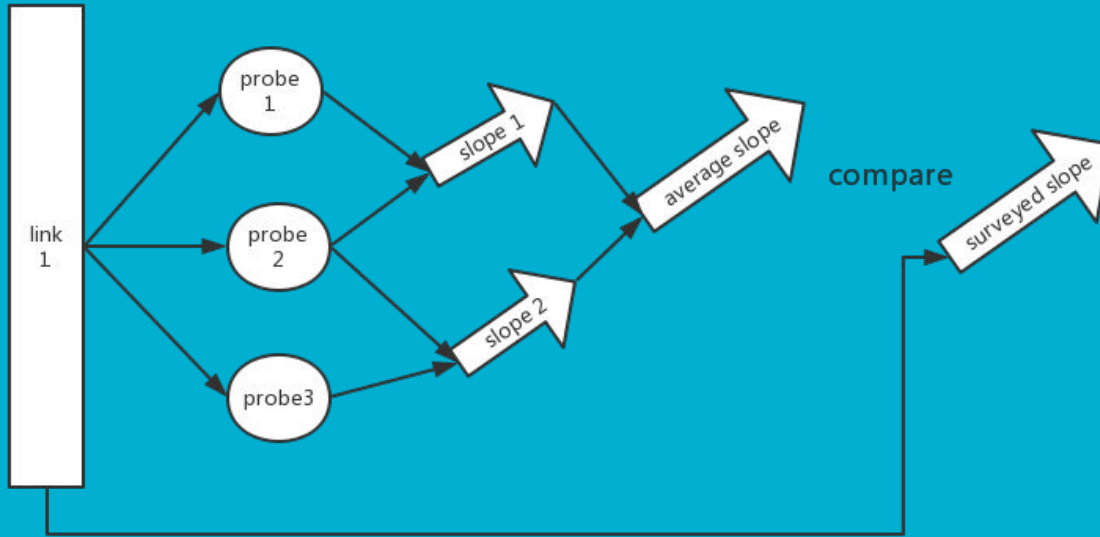 link
1
probe
1
probe
2
probe3
slope 1
slope 2
average slope
compare
surveyed slope